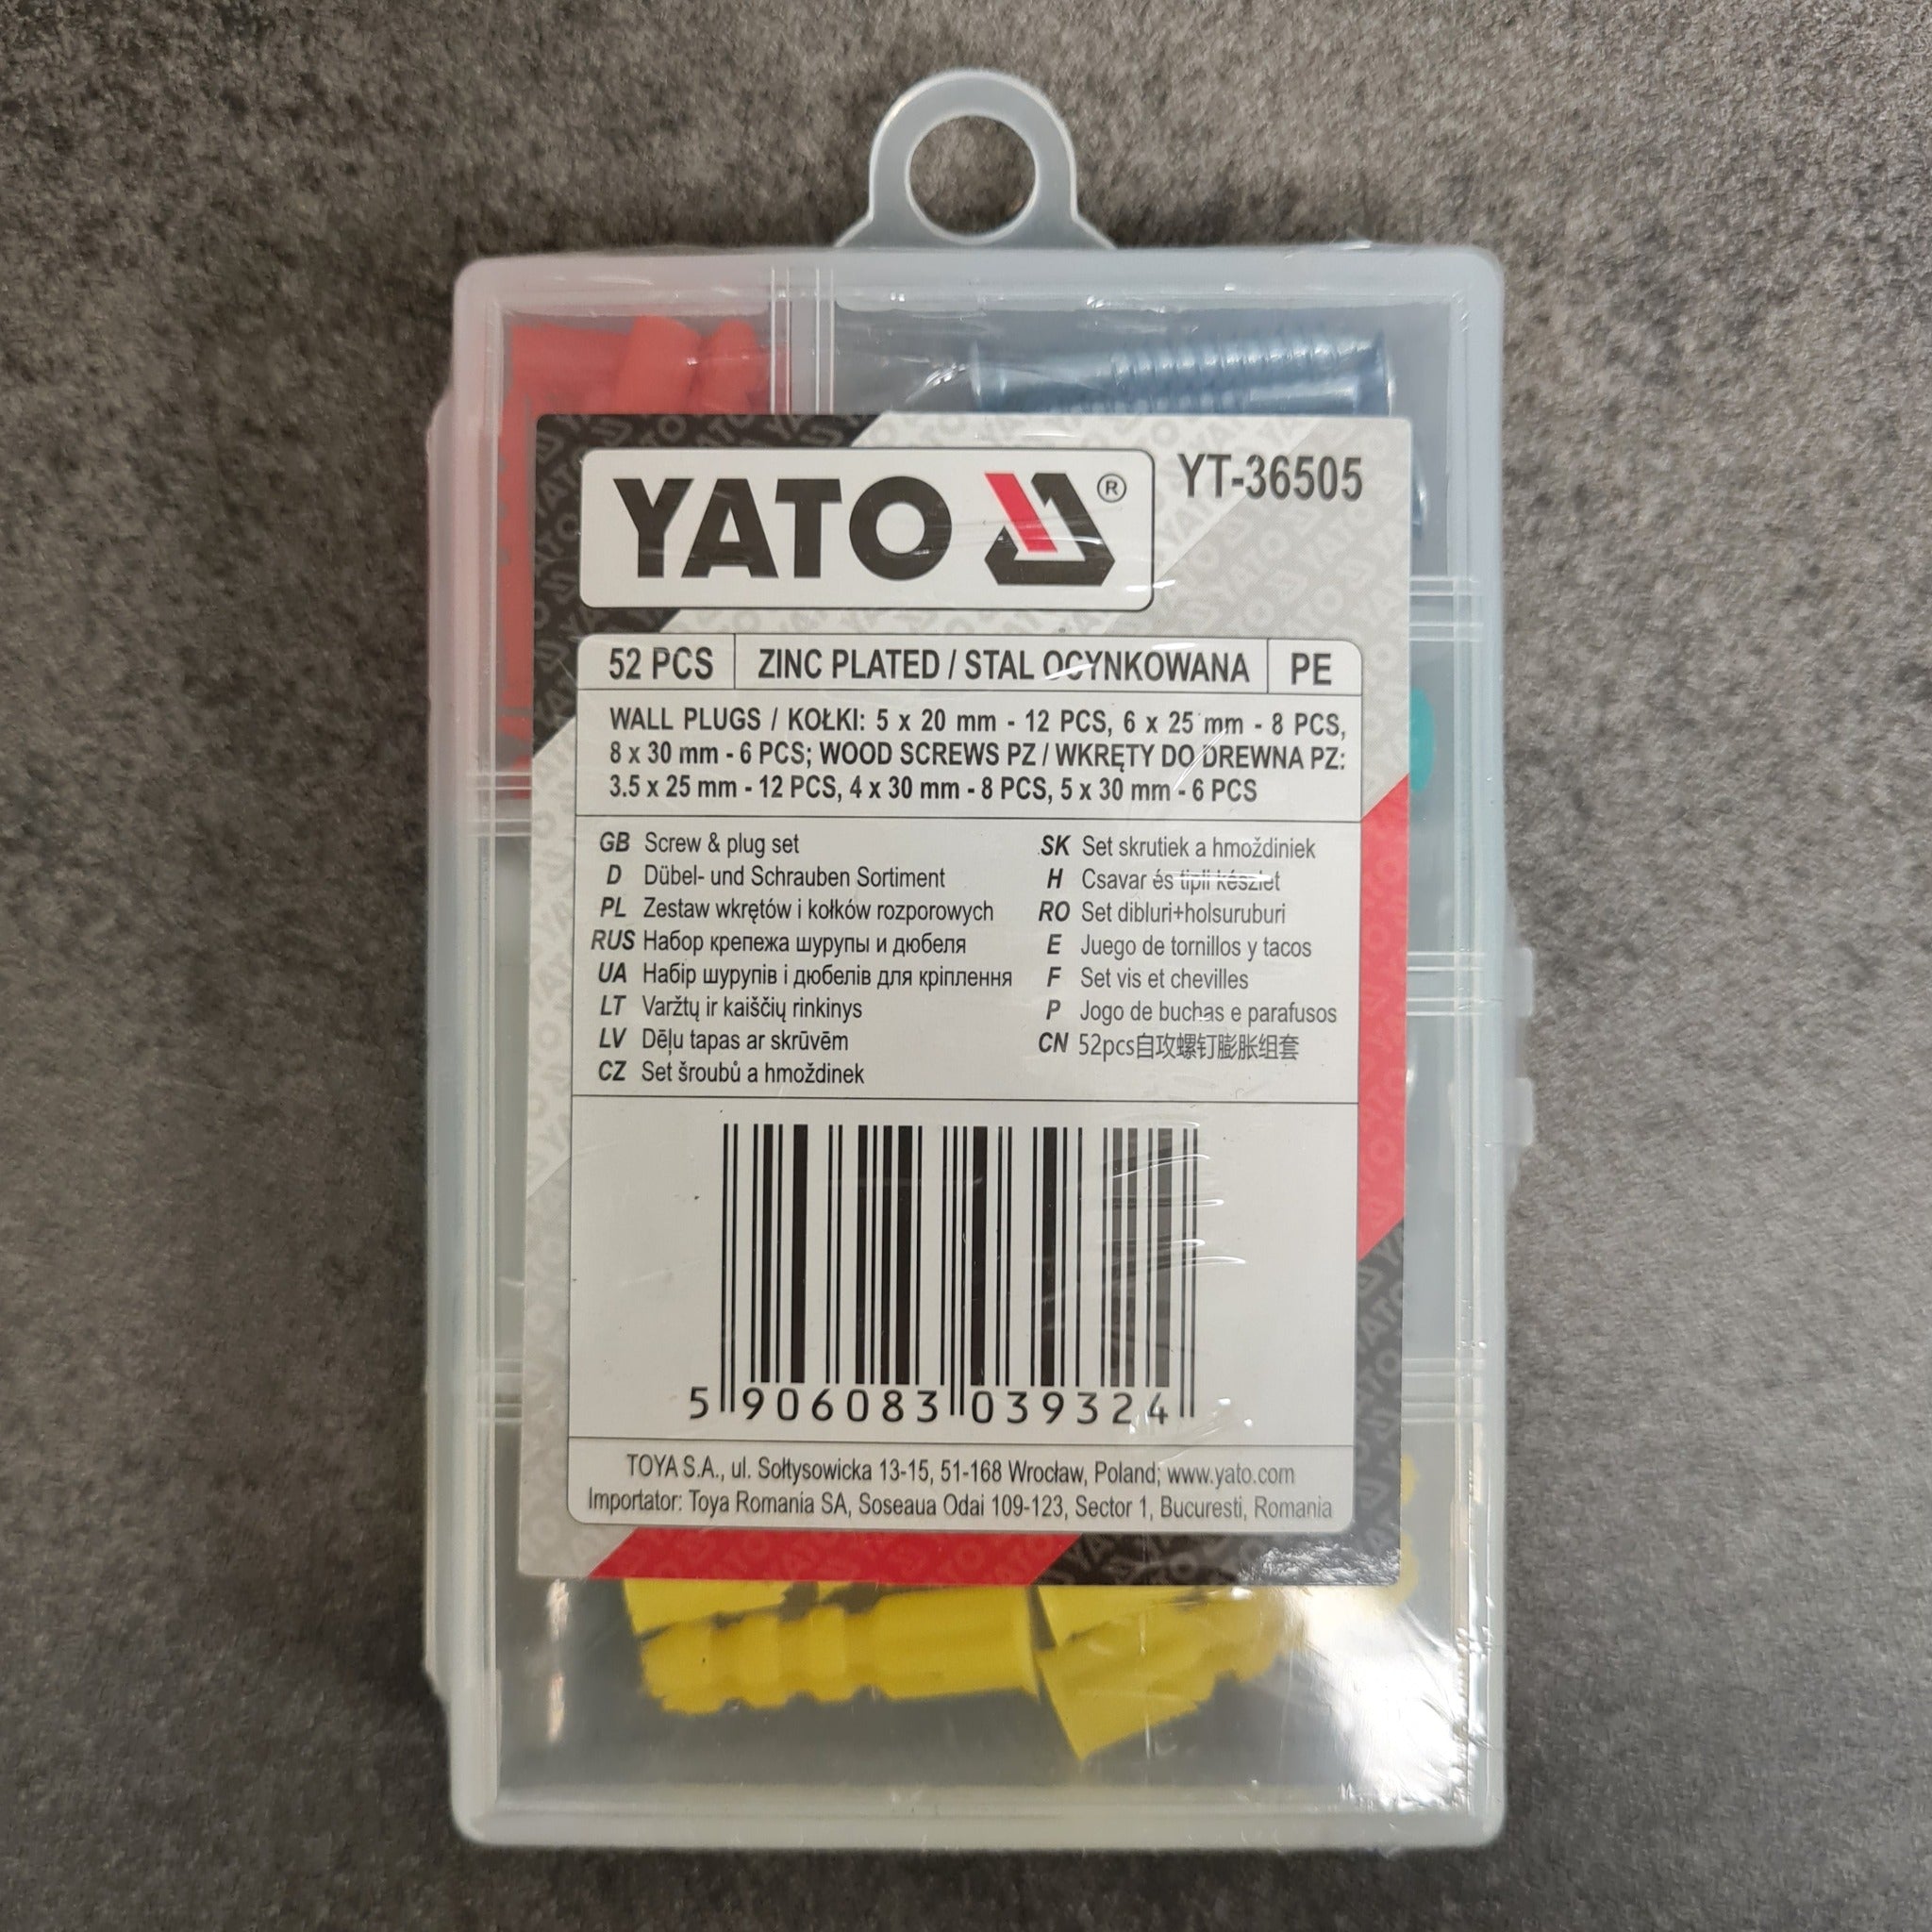 YATO ®
YT-36505
52 PCS
ZINC PLATED / STAL OCYNKOWANA
PE
WALL PLUGS / KOŁKI: 5 x 20 mm - 12 PCS, 6 x 25 mm - 8 PCS,
8 x 30 mm - 6 PCS; WOOD SCREWS PZ / WKRĘTY DO DREWNA PZ:
3.5 x 25 mm - 12 PCS, 4 x 30 mm - 8 PCS, 5 x 30 mm - 6 PCS
GB Screw & plug set
D Dübel- und Schrauben Sortiment
PL Zestaw wkrętów i kołków rozporowych
RUS Набор крепежа шурупы и дюбеля
UA Набір шурупів і дюбелів для кріплення
LT Varžtų ir kaiščių rinkinys
LV Dēļu tapas ar skrūvēm
CZ Set šroubů a hmoždinek
SK Set skrutiek a hmoždiniek
H Csavar és tipli készlet
RO Set dibluri+holsuruburi
E Juego de tornillos y tacos
F Set vis et chevilles
P Jogo de buchas e parafusos
CN 52pcs自攻螺钉膨胀组套
5 906083 039324
TOYA S.A., ul. Sołtysowicka 13-15, 51-168 Wrocław, Poland; www.yato.com
Importator: Toya Romania SA, Soseaua Odai 109-123, Sector 1, Bucuresti, Romania